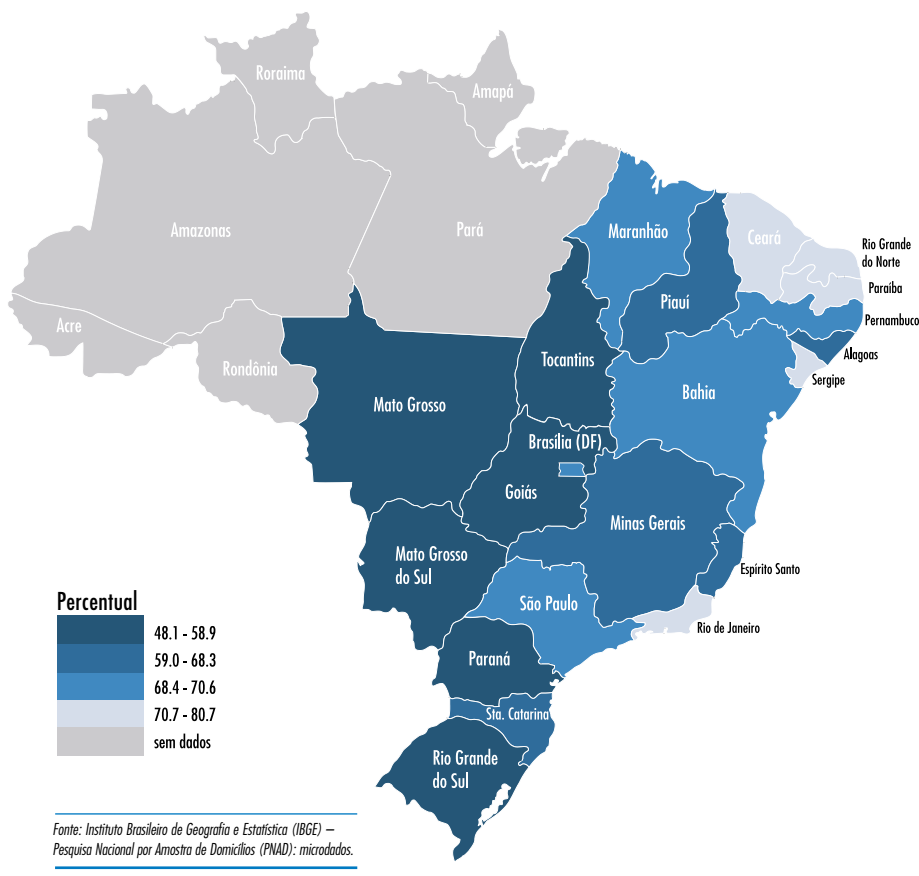 Roraima
Amapá
Amazonas
Pará
Maranhão
Ceará
Rio Grande
do Norte
Piauí
Paraíba
Pernambuco
Acre
Rondônia
Tocantins
Alagoas
Sergipe
Mato Grosso
Bahia
Brasília (DF)
Goiás
Minas Gerais
Mato Grosso
do Sul
Espírito Santo
São Paulo
Rio de Janeiro
Paraná
Sta. Catarina
Rio Grande
do Sul
Percentual
48.1 - 58.9
59.0 - 68.3
68.4 - 70.6
70.7 - 80.7
sem dados
Fonte: Instituto Brasileiro de Geografia e Estatística (IBGE) –
Pesquisa Nacional por Amostra de Domicílios (PNAD): microdados.